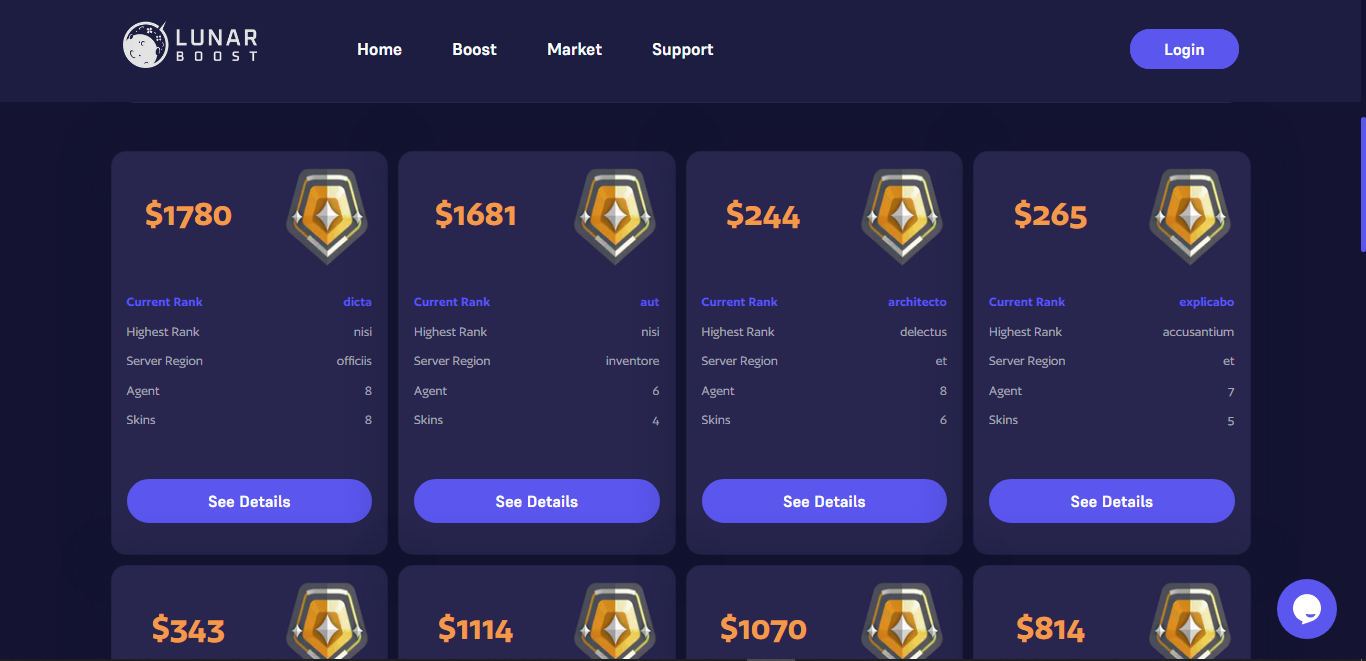 LUNAR
BOOST
Home Boost Market Support Login
$1780 $1681 $244 $265
Current Rank dicta Current Rank aut Current Rank architecto Current Rank explicabo
Highest Rank nisi Highest Rank nisi Highest Rank delectus Highest Rank accusantium
Server Region officiis Server Region inventore Server Region et Server Region et
Agent 8 Agent 6 Agent 8 Agent 7
Skins 8 Skins 4 Skins 6 Skins 5
See Details See Details See Details See Details
$343 $1114 $1070 $814